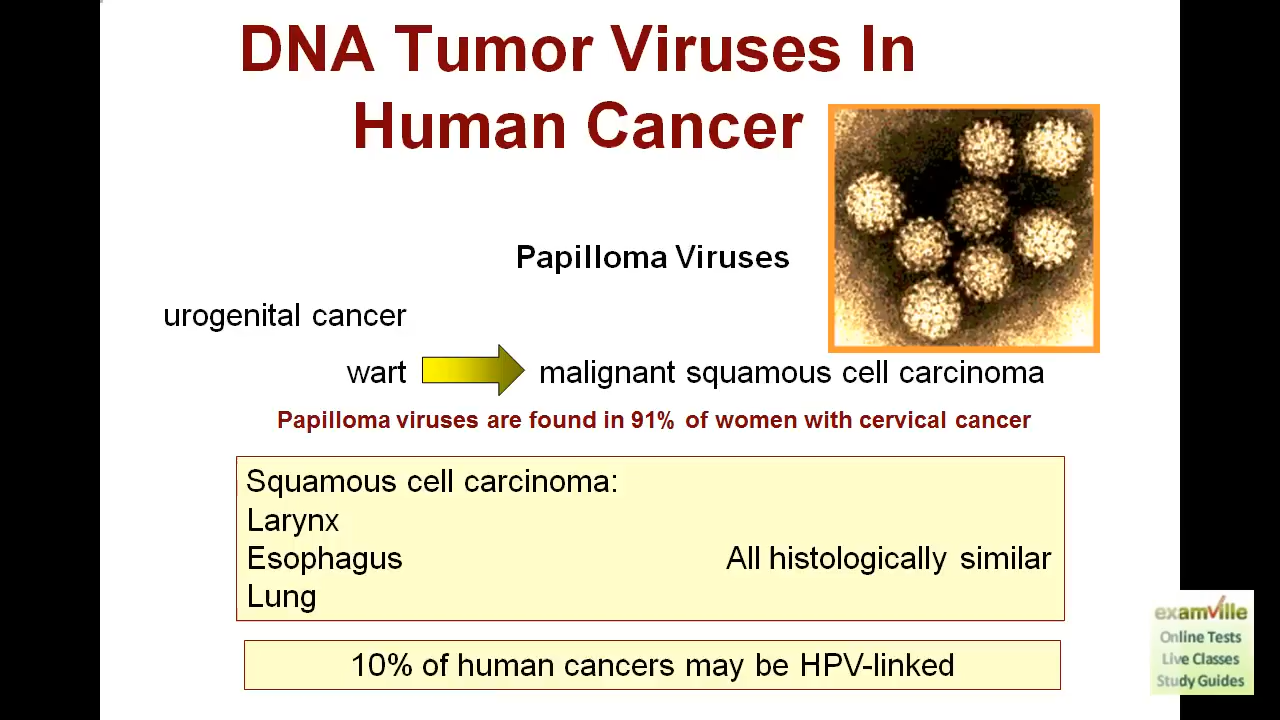 DNA Tumor Viruses In
Human Cancer
Papilloma Viruses
urogenital cancer
wart malignant squamous cell carcinoma
Papilloma viruses are found in 91% of women with cervical cancer
Squamous cell carcinoma:
Larynx
Esophagus All histologically similar
Lung
10% of human cancers may be HPV-linked
examville
Online Tests
Live Classes
Study Guides